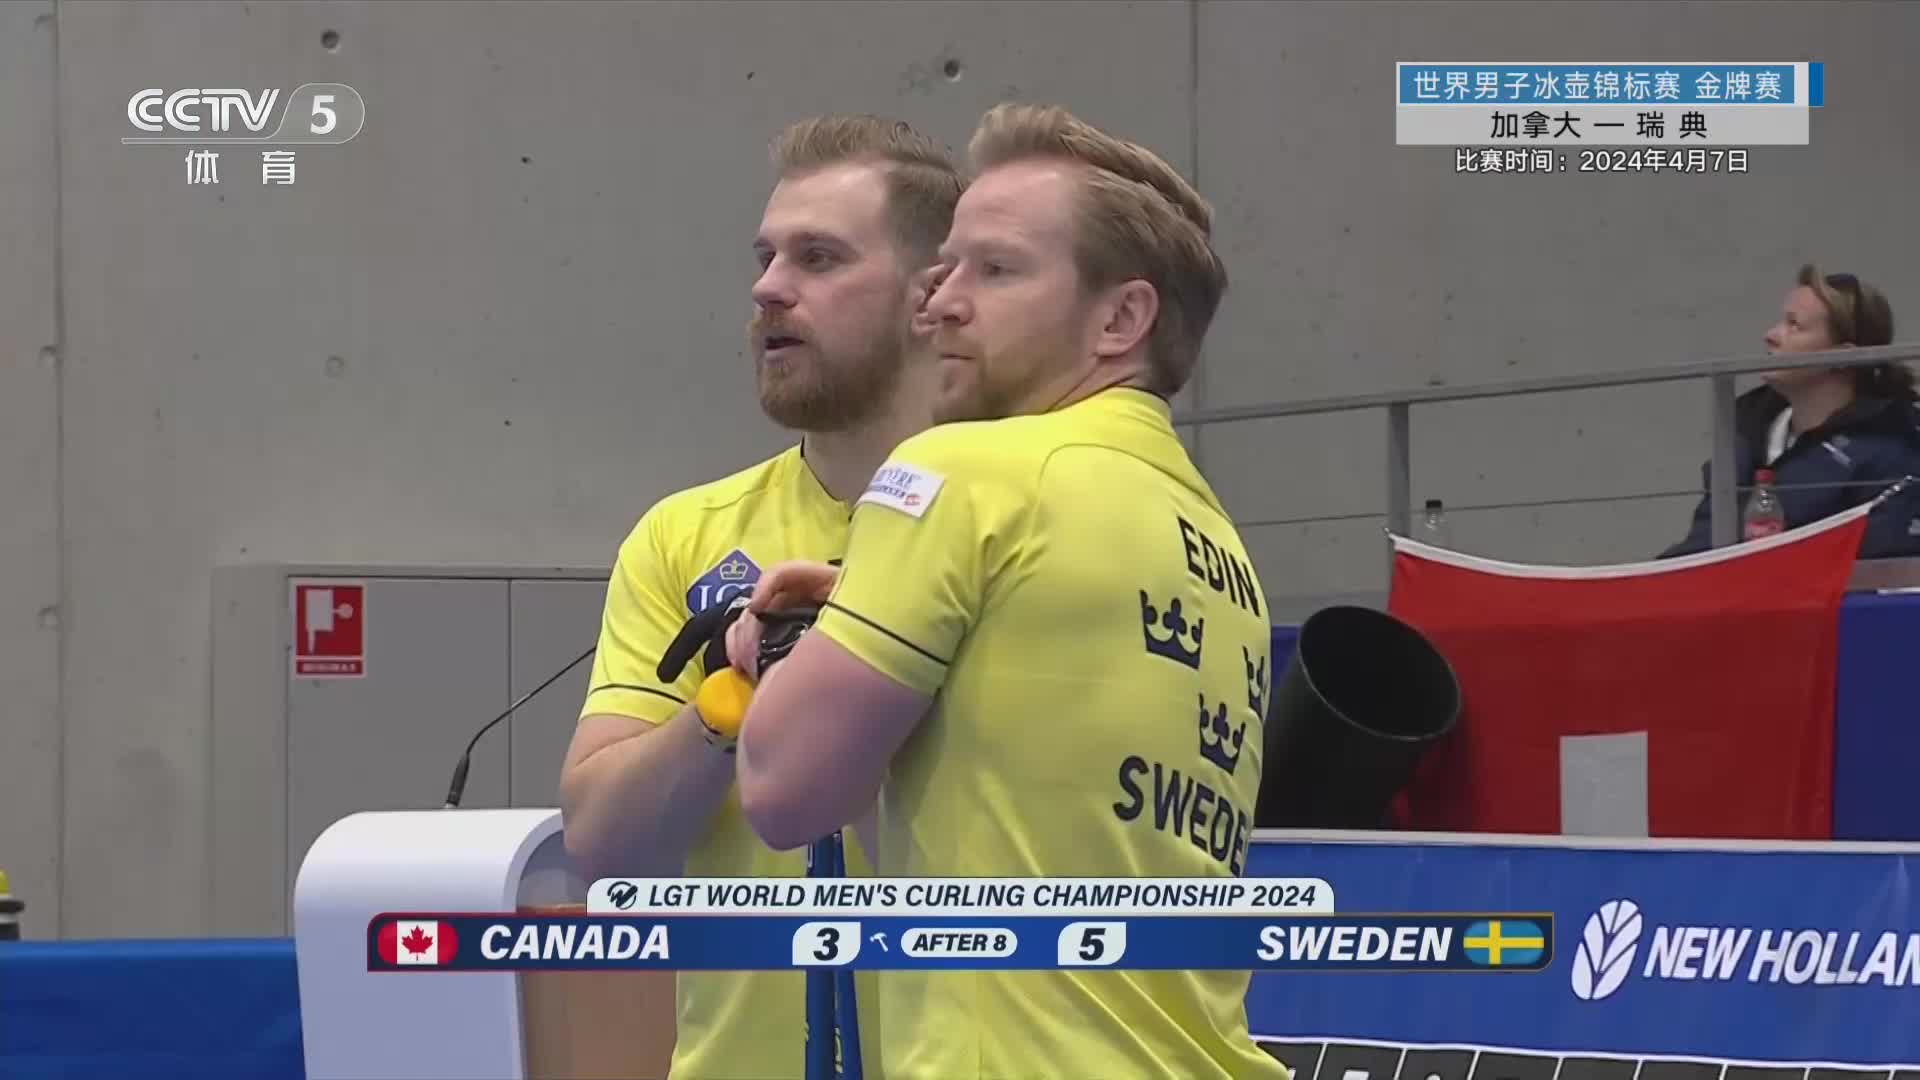 CCTV 5
体 育
世界男子冰壶锦标赛 金牌赛
加拿大 — 瑞 典
比赛时间：2024年4月7日
EDIN
SWEDE
LGT WORLD MEN'S CURLING CHAMPIONSHIP 2024
CANADA 3 AFTER 8 5 SWEDEN
NEW HOLLAN